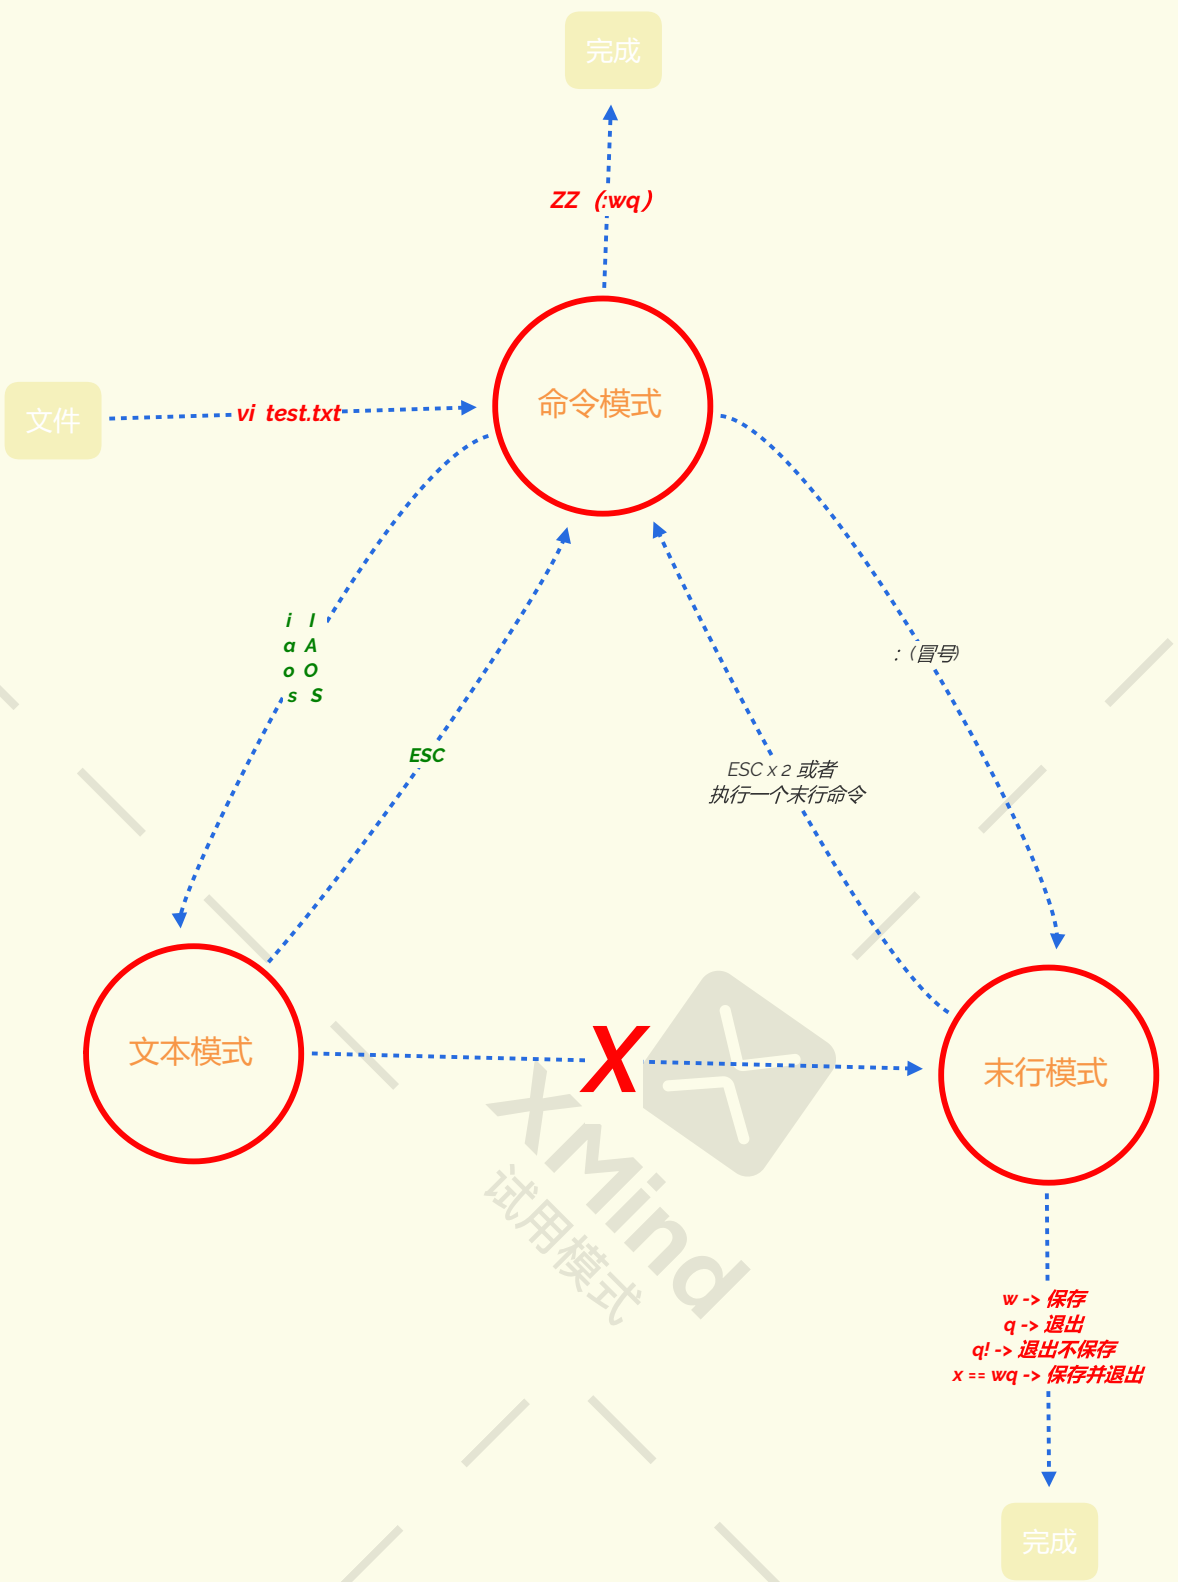 完成
ZZ（:wq）
文件
vi test.txt
命令模式
i I
a A
o O
s S
：（冒号）
ESC
ESC x 2 或者
执行一个末行命令
文本模式
X
末行模式
XMind
试用模式
w -> 保存
q -> 退出
q! -> 退出不保存
x == wq -> 保存并退出
完成